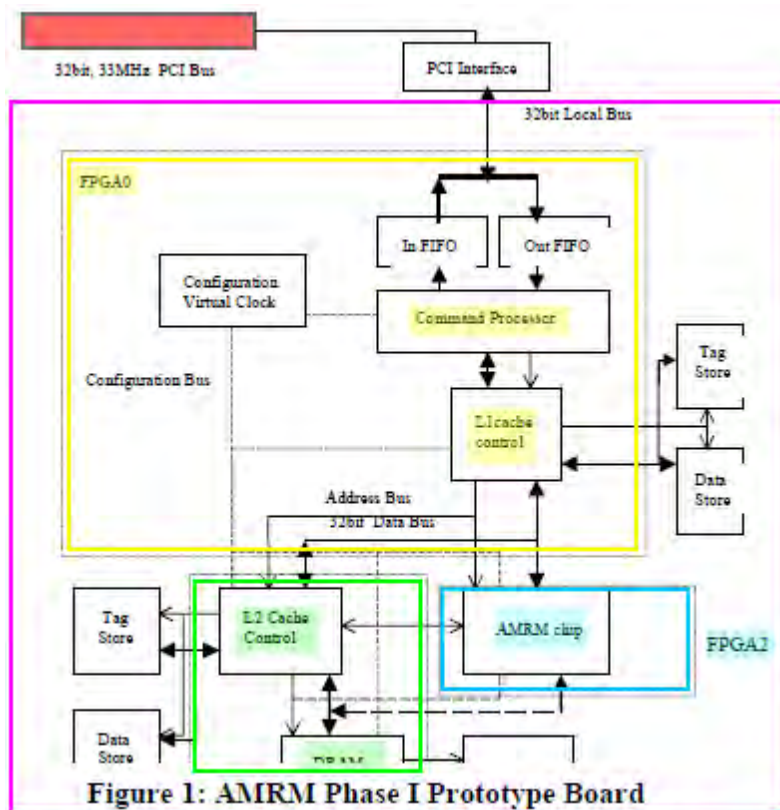 32bit, 33MHz PCI Bus
PCI Interface
32bit Local Bus
FPGA0
In FIFO
Our FIFO
Configuration
Virtual Clock
Command Processor
Configuration Bus
Tag
Store
L1cache
control
Data
Store
Address Bus
32bit Data Bus
Tag
Store
L2 Cache
Control
AMRM chip
FPGA2
Data
Store
DRAM
Figure 1: AMRM Phase I Prototype Board